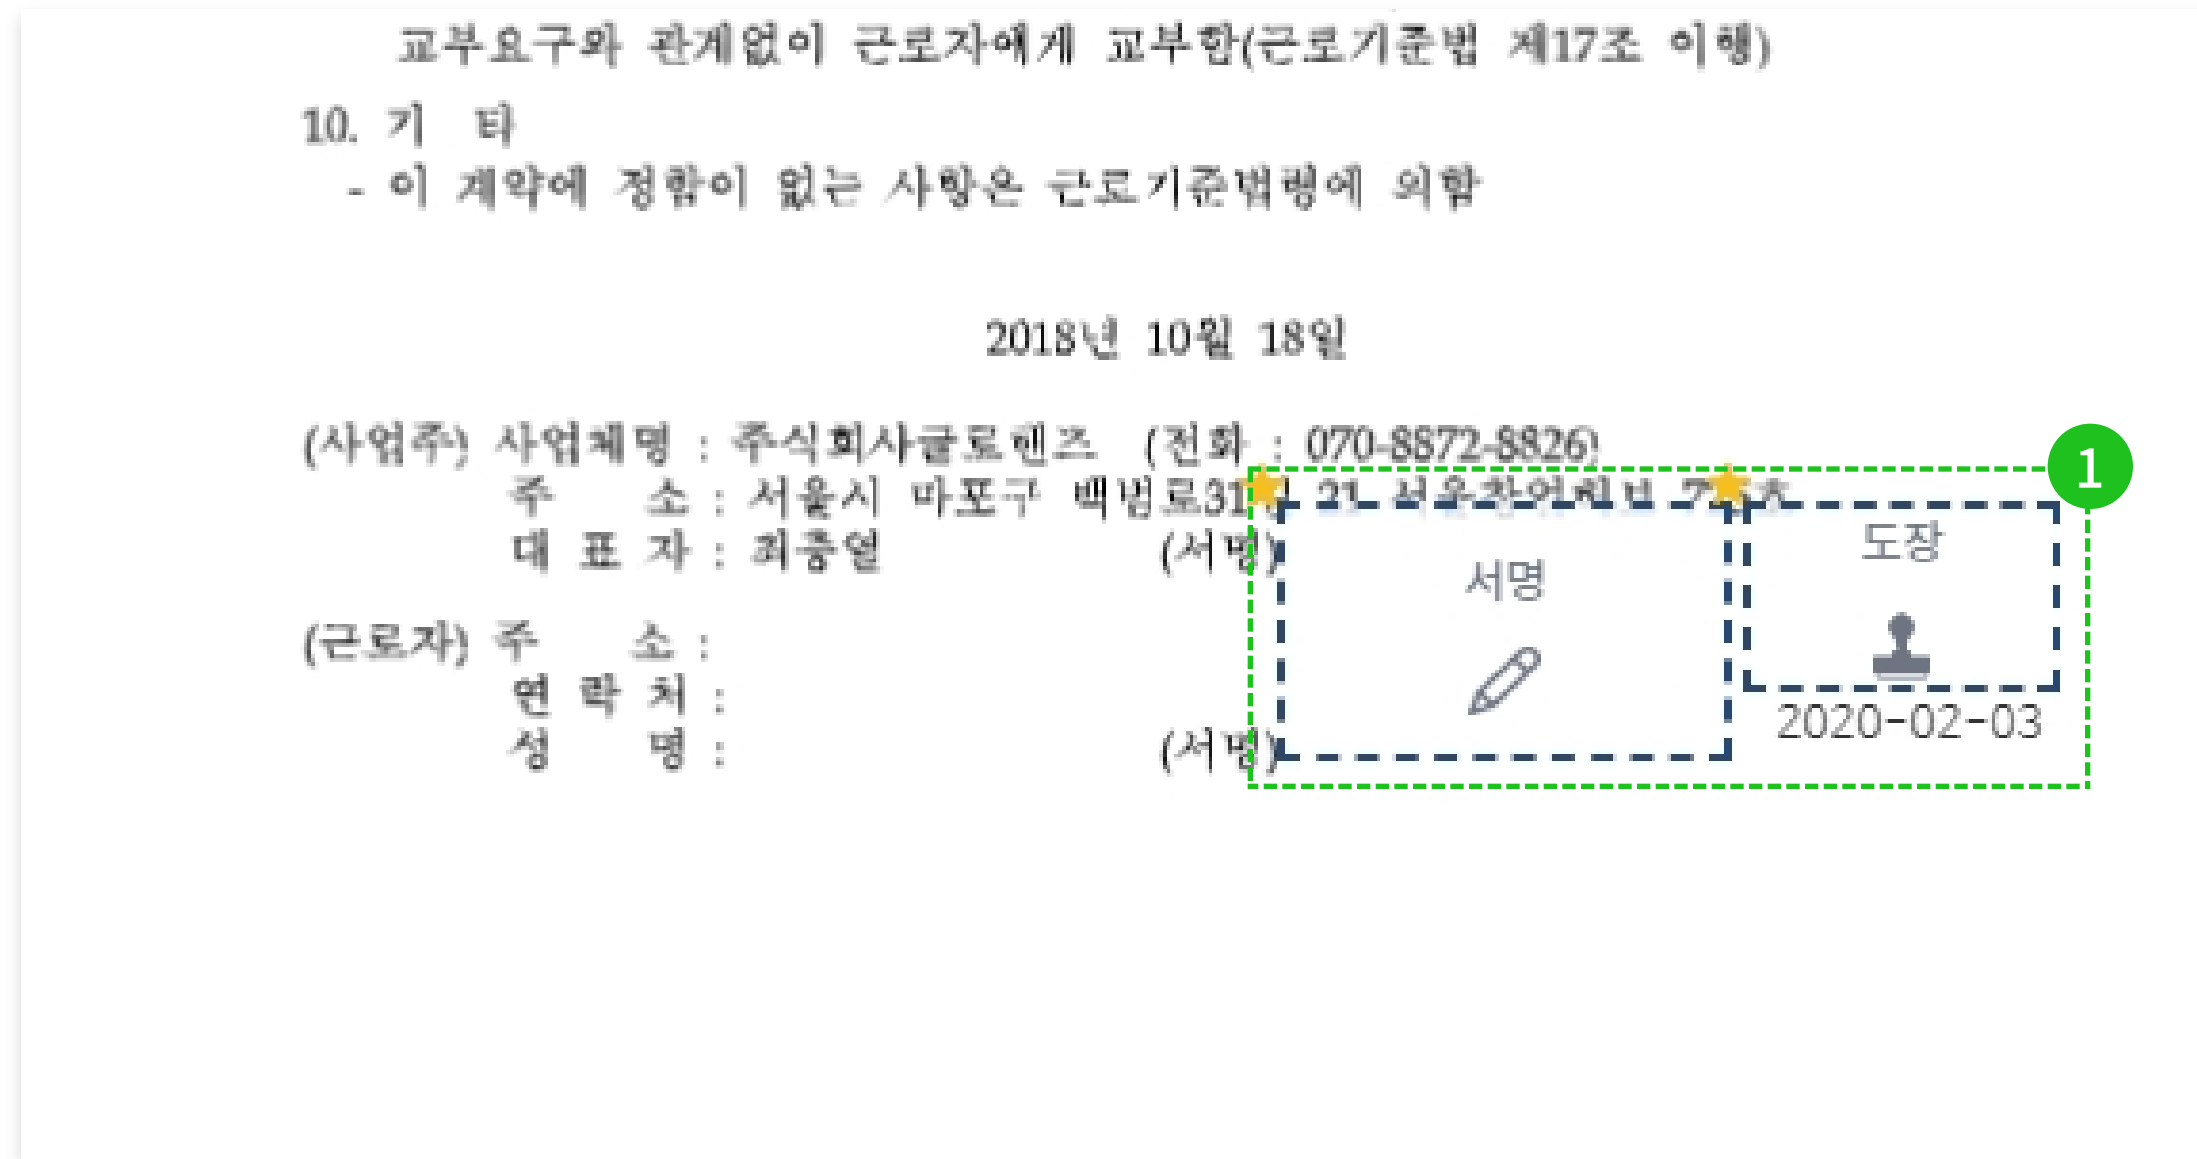 교부요구와 관계없이 근로자에게 교부함(근로기준법 제17조 이행)
10. 기 타
- 이 계약에 정함이 없는 사항은 근로기준법령에 의함
2018년 10월 18일
(사업주) 사업체명 : 주식회사글로랜즈 (전화 : 070-8872-8826)
주 소 : 서울시 마포구 백범로31 21
대 표 자 : 최충열 (서명)
(근로자) 주 소 :
연 락 처 :
성 명 : (서명)
서명
도장
2020-02-03
1